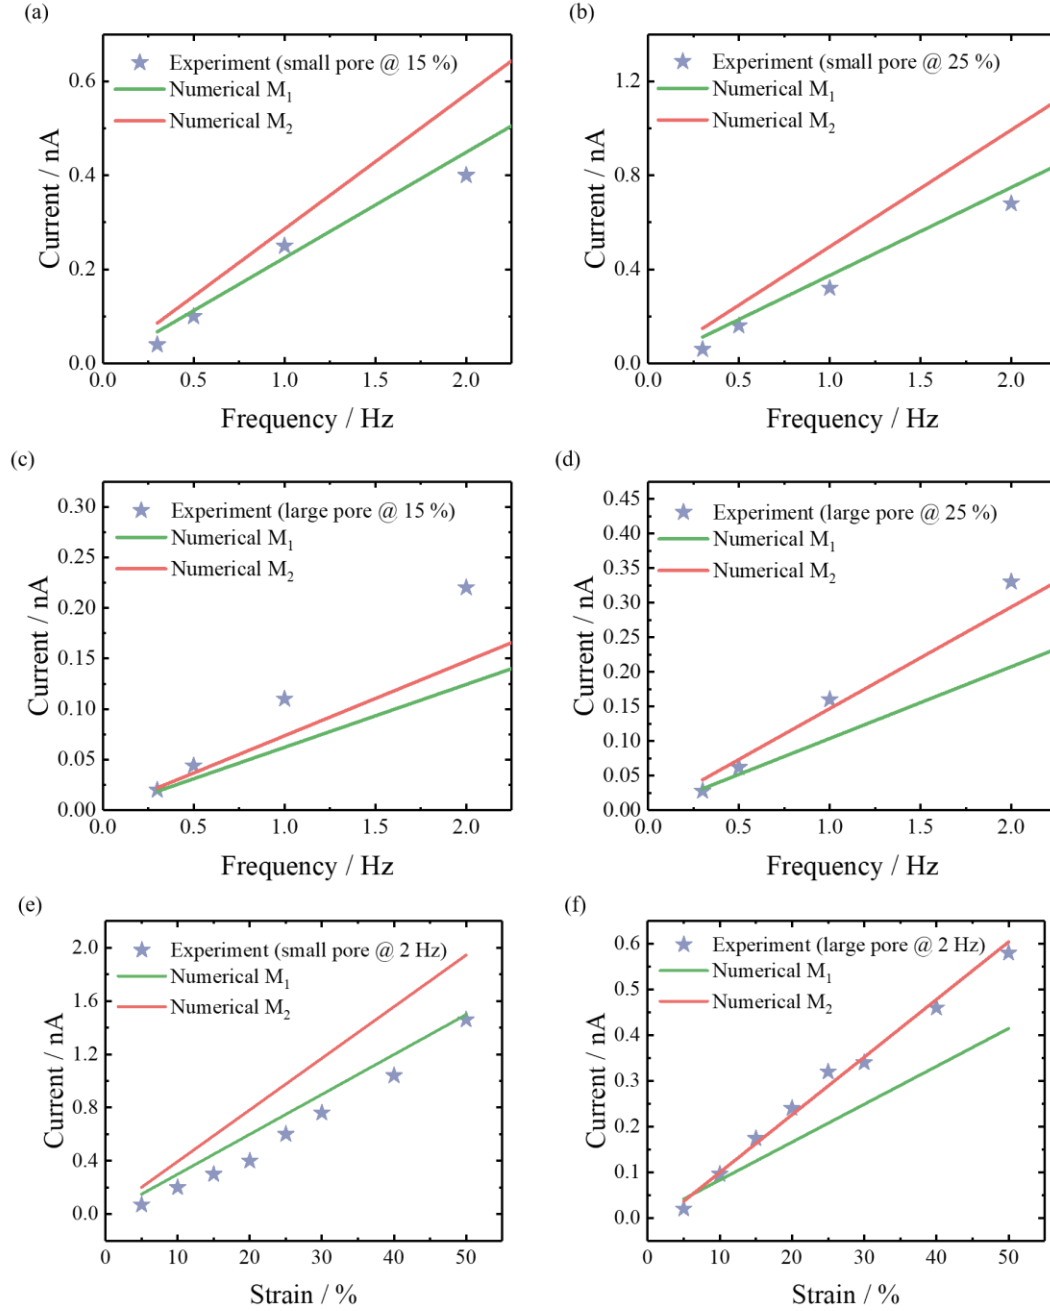 (a)
Experiment (small pore @ 15 %)
Numerical M₁
Numerical M₂
0.6
0.4
0.2
0.0
Current / nA
0.0 0.5 1.0 1.5 2.0
Frequency / Hz
(b)
Experiment (small pore @ 25 %)
Numerical M₁
Numerical M₂
1.2
0.8
0.4
0.0
Current / nA
0.0 0.5 1.0 1.5 2.0
Frequency / Hz
(c)
Experiment (large pore @ 15 %)
Numerical M₁
Numerical M₂
0.30
0.25
0.20
0.15
0.10
0.05
0.00
Current / nA
0.0 0.5 1.0 1.5 2.0
Frequency / Hz
(d)
Experiment (large pore @ 25 %)
Numerical M₁
Numerical M₂
0.45
0.40
0.35
0.30
0.25
0.20
0.15
0.10
0.05
0.00
Current / nA
0.0 0.5 1.0 1.5 2.0
Frequency / Hz
(e)
Experiment (small pore @ 2 Hz)
Numerical M₁
Numerical M₂
2.0
1.6
1.2
0.8
0.4
0.0
Current / nA
0 10 20 30 40 50
Strain / %
(f)
Experiment (large pore @ 2 Hz)
Numerical M₁
Numerical M₂
0.6
0.5
0.4
0.3
0.2
0.1
0.0
Current / nA
0 10 20 30 40 50
Strain / %